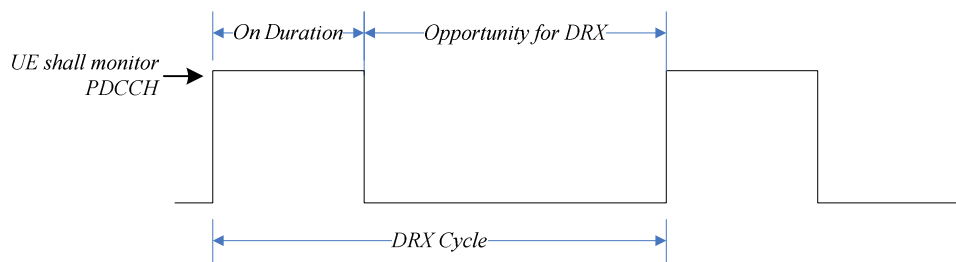 On Duration
Opportunity for DRX
UE shall monitor
PDCCH
DRX Cycle